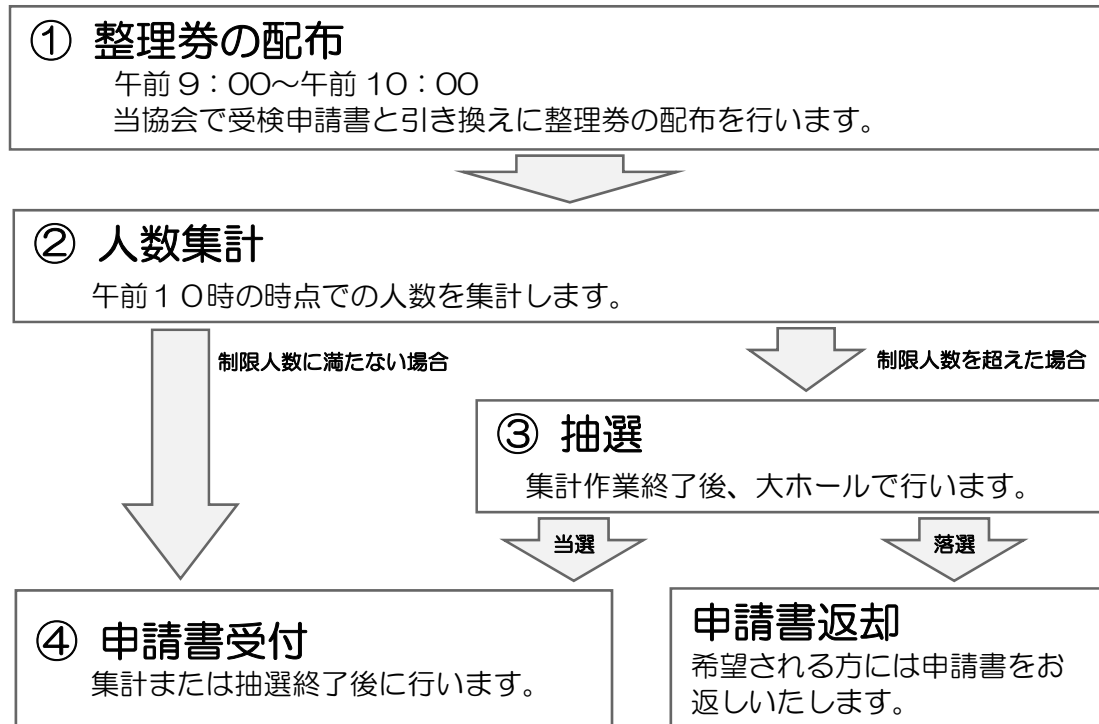 ① 整理券の配布
午前９：００～午前 １０：００
当協会で受検申請書と引き換えに整理券の配布を行います。
② 人数集計
午前１０時の時点での人数を集計します。
制限人数に満たない場合
制限人数を超えた場合
③ 抽選
集計作業終了後、大ホールで行います。
当選
落選
④ 申請書受付
集計または抽選終了後に行います。
申請書返却
希望される方には申請書をお
返しいたします。